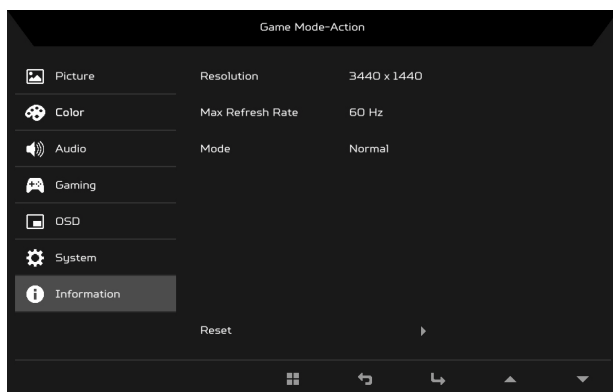 Game Mode-Action
Picture
Resolution 3440 x 1440
Color
Max Refresh Rate 60 Hz
Audio
Mode Normal
Gaming
OSD
System
Information
Reset